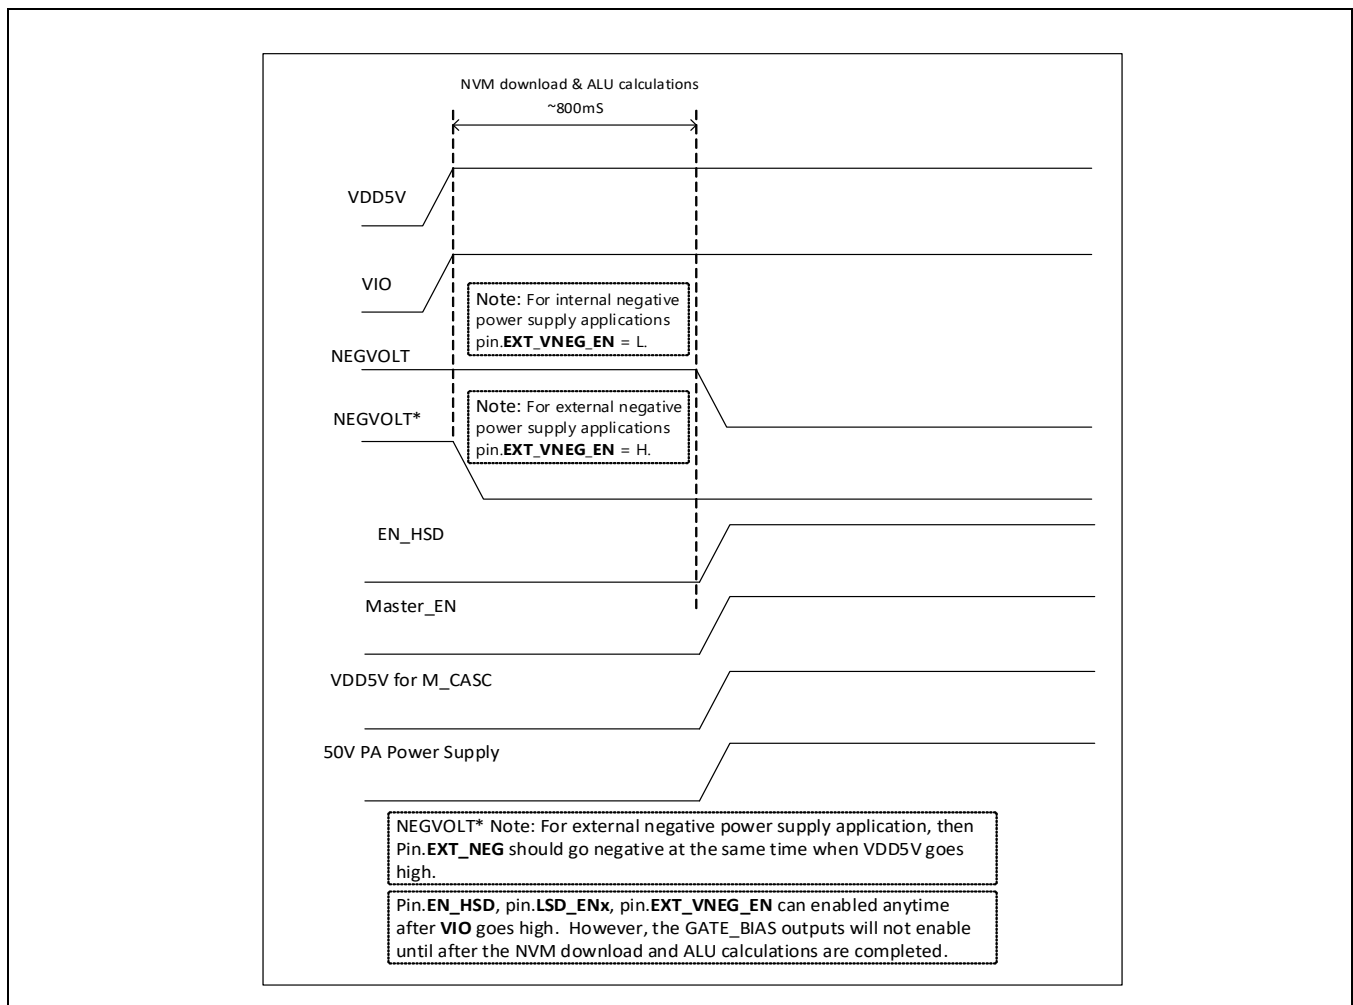 NVM download & ALU calculations
~800mS
VDD5V
VIO
Note: For internal negative
power supply applications
pin.EXT_VNEG_EN = L.
NEGVOLT
Note: For external negative
power supply applications
pin.EXT_VNEG_EN = H.
NEGVOLT*
EN_HSD
Master_EN
VDD5V for M_CASC
50V PA Power Supply
NEGVOLT* Note: For external negative power supply application, then
Pin.EXT_NEG should go negative at the same time when VDD5V goes
high.
Pin.EN_HSD, pin.LSD_ENx, pin.EXT_VNEG_EN can enabled anytime
after VIO goes high. However, the GATE_BIAS outputs will not enable
until after the NVM download and ALU calculations are completed.